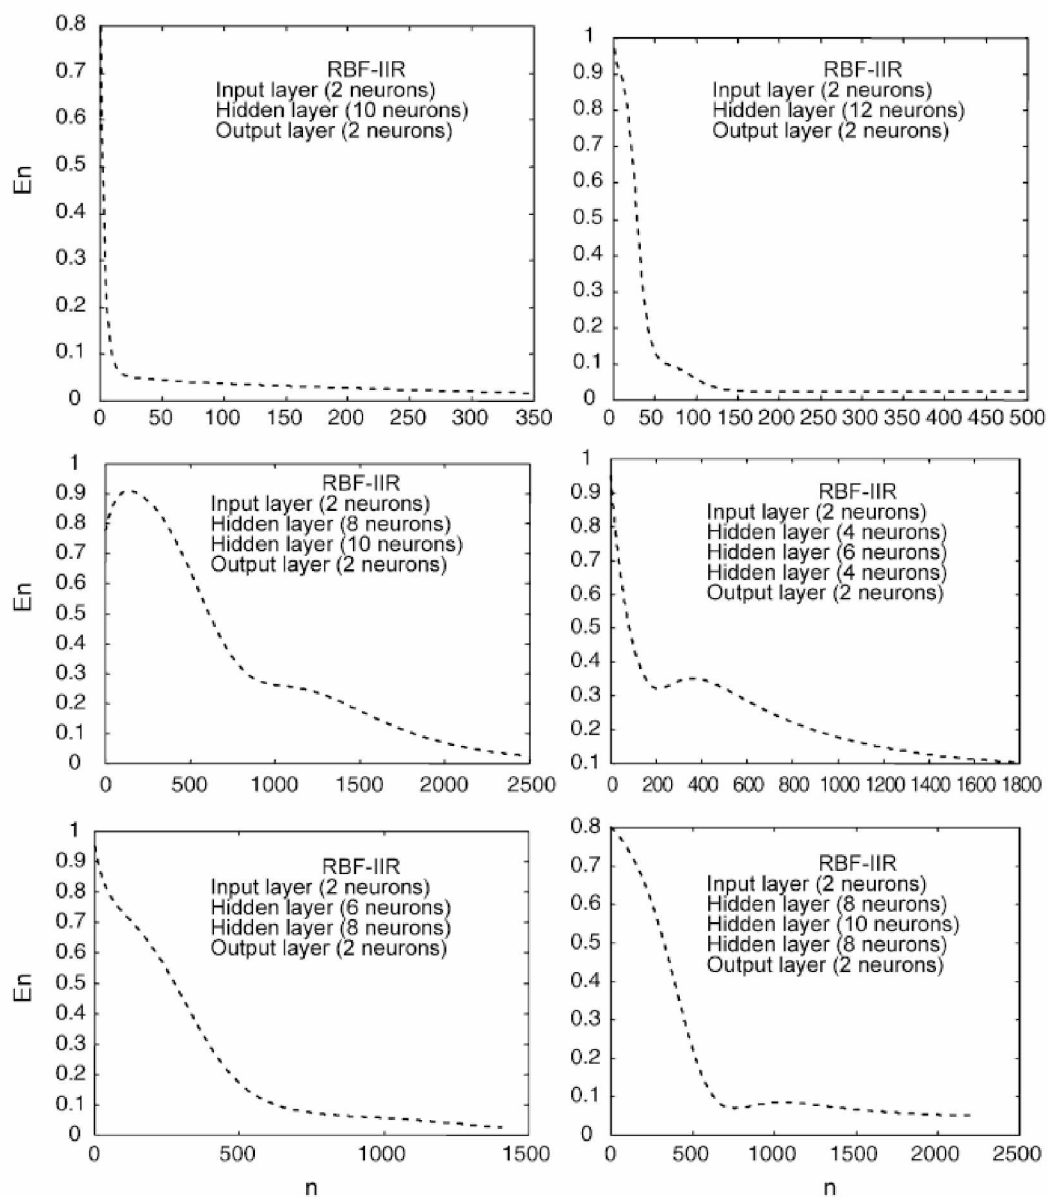 0.8
0.7
0.6
0.5
0.4
0.3
0.2
0.1
0
En
RBF-IIR
Input layer (2 neurons)
Hidden layer (10 neurons)
Output layer (2 neurons)
0 50 100 150 200 250 300 350
1
0.9
0.8
0.7
0.6
0.5
0.4
0.3
0.2
0.1
0
RBF-IIR
Input layer (2 neurons)
Hidden layer (12 neurons)
Output layer (2 neurons)
0 50 100 150 200 250 300 350 400 450 500
1
0.9
0.8
0.7
0.6
0.5
0.4
0.3
0.2
0.1
0
En
RBF-IIR
Input layer (2 neurons)
Hidden layer (8 neurons)
Hidden layer (10 neurons)
Output layer (2 neurons)
0 500 1000 1500 2000 2500
1
0.9
0.8
0.7
0.6
0.5
0.4
0.3
0.2
0.1
RBF-IIR
Input layer (2 neurons)
Hidden layer (4 neurons)
Hidden layer (6 neurons)
Hidden layer (4 neurons)
Output layer (2 neurons)
0 200 400 600 800 1000 1200 1400 1600 1800
1
0.9
0.8
0.7
0.6
0.5
0.4
0.3
0.2
0.1
0
En
RBF-IIR
Input layer (2 neurons)
Hidden layer (6 neurons)
Hidden layer (8 neurons)
Output layer (2 neurons)
0 500 1000 1500
n
0.8
0.7
0.6
0.5
0.4
0.3
0.2
0.1
0
RBF-IIR
Input layer (2 neurons)
Hidden layer (8 neurons)
Hidden layer (10 neurons)
Hidden layer (8 neurons)
Output layer (2 neurons)
0 500 1000 1500 2000 2500
n